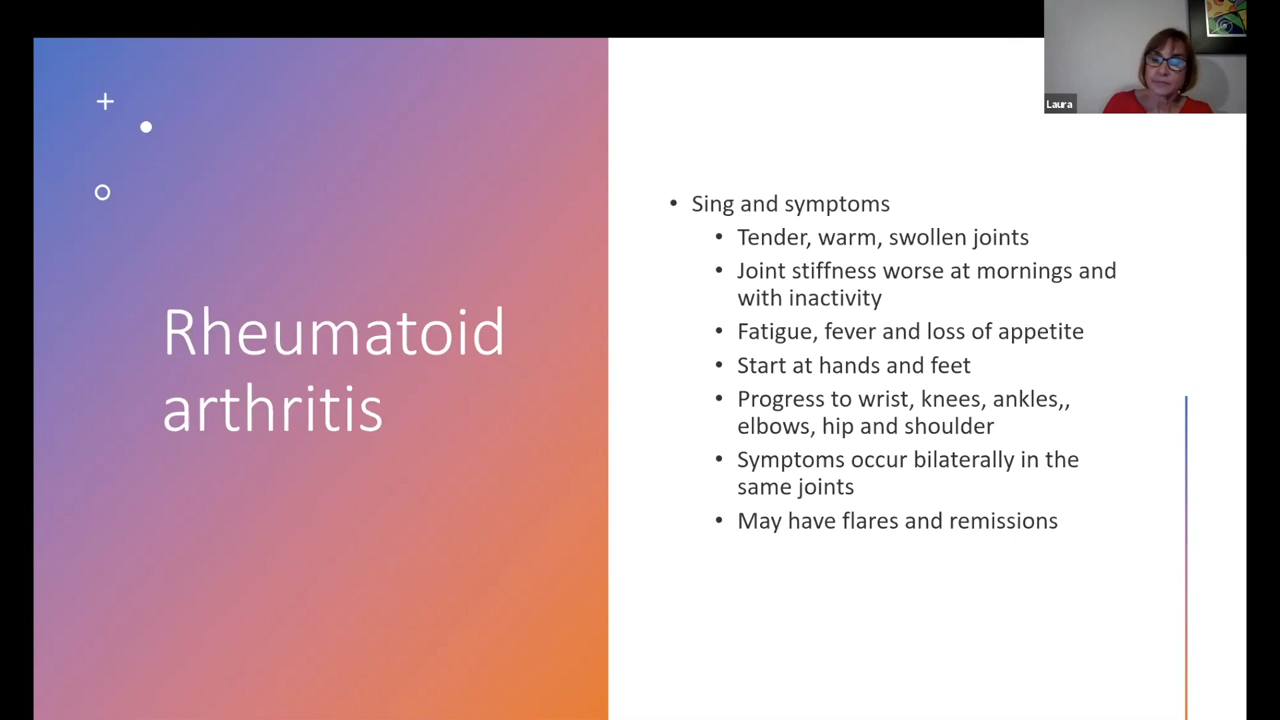 Laura
Rheumatoid
arthritis
• Sing and symptoms
• Tender, warm, swollen joints
• Joint stiffness worse at mornings and
with inactivity
• Fatigue, fever and loss of appetite
• Start at hands and feet
• Progress to wrist, knees, ankles,,
elbows, hip and shoulder
• Symptoms occur bilaterally in the
same joints
• May have flares and remissions